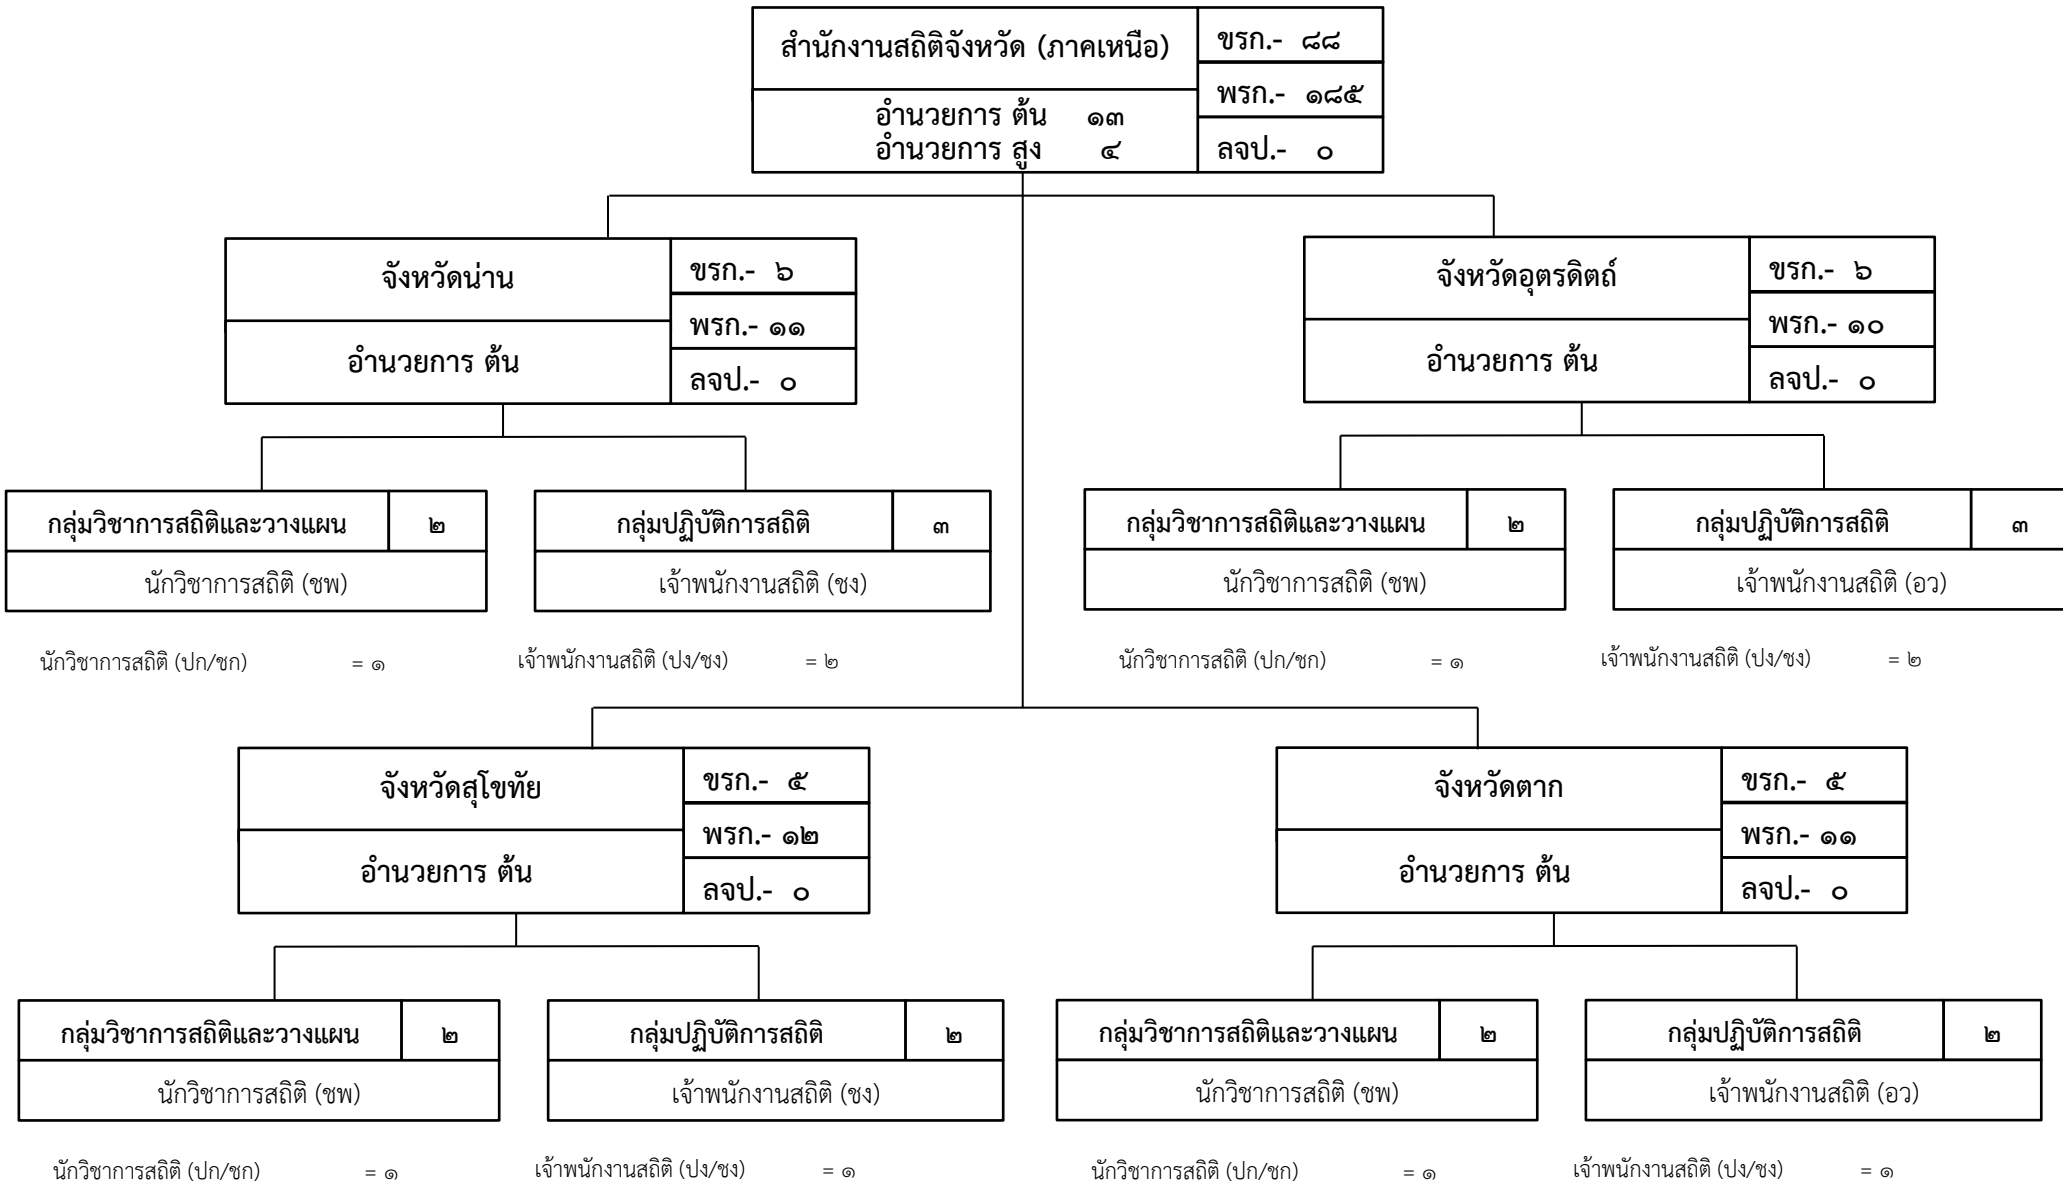 สำนักงานสถิติจังหวัด (ภาคเหนือ)
ขรก.- ๘๘
พรก.- ๑๘๕
อำนวยการ ต้น ๑๓
อำนวยการ สูง ๔
ลจป.- ๐
จังหวัดน่าน
ขรก.- ๖
พรก.- ๑๑
อำนวยการ ต้น
ลจป.- ๐
จังหวัดอุตรดิตถ์
ขรก.- ๖
พรก.- ๑๐
อำนวยการ ต้น
ลจป.- ๐
กลุ่มวิชาการสถิติและวางแผน ๒
นักวิชาการสถิติ (ชพ)
นักวิชาการสถิติ (ปก/ชก) = ๑
กลุ่มปฏิบัติการสถิติ ๓
เจ้าพนักงานสถิติ (ชง)
เจ้าพนักงานสถิติ (ปง/ชง) = ๒
กลุ่มวิชาการสถิติและวางแผน ๒
นักวิชาการสถิติ (ชพ)
นักวิชาการสถิติ (ปก/ชก) = ๑
กลุ่มปฏิบัติการสถิติ ๓
เจ้าพนักงานสถิติ (อว)
เจ้าพนักงานสถิติ (ปง/ชง) = ๒
จังหวัดสุโขทัย
ขรก.- ๕
พรก.- ๑๒
อำนวยการ ต้น
ลจป.- ๐
จังหวัดตาก
ขรก.- ๕
พรก.- ๑๑
อำนวยการ ต้น
ลจป.- ๐
กลุ่มวิชาการสถิติและวางแผน ๒
นักวิชาการสถิติ (ชพ)
นักวิชาการสถิติ (ปก/ชก) = ๑
กลุ่มปฏิบัติการสถิติ ๒
เจ้าพนักงานสถิติ (ชง)
เจ้าพนักงานสถิติ (ปง/ชง) = ๑
กลุ่มวิชาการสถิติและวางแผน ๒
นักวิชาการสถิติ (ชพ)
นักวิชาการสถิติ (ปก/ชก) = ๑
กลุ่มปฏิบัติการสถิติ ๒
เจ้าพนักงานสถิติ (อว)
เจ้าพนักงานสถิติ (ปง/ชง) = ๑